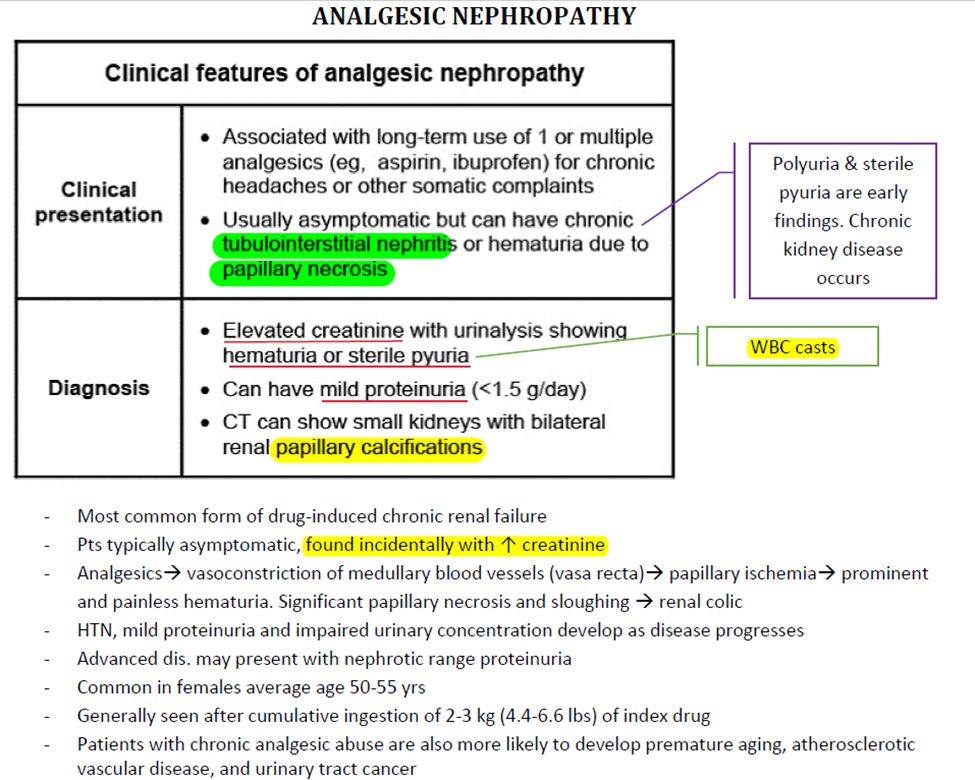 ANALGESIC NEPHROPATHY
Clinical features of analgesic nephropathy
Clinical
presentation
• Associated with long-term use of 1 or multiple
analgesics (eg, aspirin, ibuprofen) for chronic
headaches or other somatic complaints
• Usually asymptomatic but can have chronic
tubulointerstitial nephritis or hematuria due to
papillary necrosis
Polyuria & sterile
pyuria are early
findings. Chronic
kidney disease
occurs
Diagnosis
• Elevated creatinine with urinalysis showing
hematuria or sterile pyuria
• Can have mild proteinuria (<1.5 g/day)
• CT can show small kidneys with bilateral
renal papillary calcifications
WBC casts
- Most common form of drug-induced chronic renal failure
- Pts typically asymptomatic, found incidentally with ↑ creatinine
- Analgesics→ vasoconstriction of medullary blood vessels (vasa recta)→ papillary ischemia→ prominent
and painless hematuria. Significant papillary necrosis and sloughing → renal colic
- HTN, mild proteinuria and impaired urinary concentration develop as disease progresses
- Advanced dis. may present with nephrotic range proteinuria
- Common in females average age 50-55 yrs
- Generally seen after cumulative ingestion of 2-3 kg (4.4-6.6 lbs) of index drug
- Patients with chronic analgesic abuse are also more likely to develop premature aging, atherosclerotic
vascular disease, and urinary tract cancer